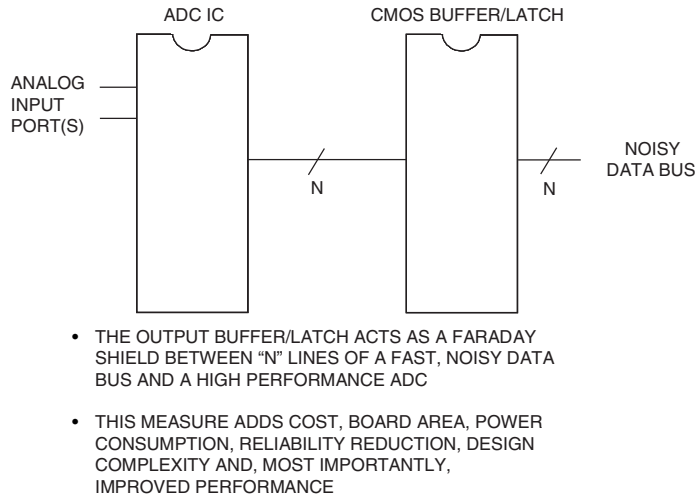 ADC IC
CMOS BUFFER/LATCH
ANALOG
INPUT
PORT(S)
N
N
NOISY
DATA BUS
• THE OUTPUT BUFFER/LATCH ACTS AS A FARADAY
SHIELD BETWEEN “N” LINES OF A FAST, NOISY DATA
BUS AND A HIGH PERFORMANCE ADC
• THIS MEASURE ADDS COST, BOARD AREA, POWER
CONSUMPTION, RELIABILITY REDUCTION, DESIGN
COMPLEXITY AND, MOST IMPORTANTLY,
IMPROVED PERFORMANCE